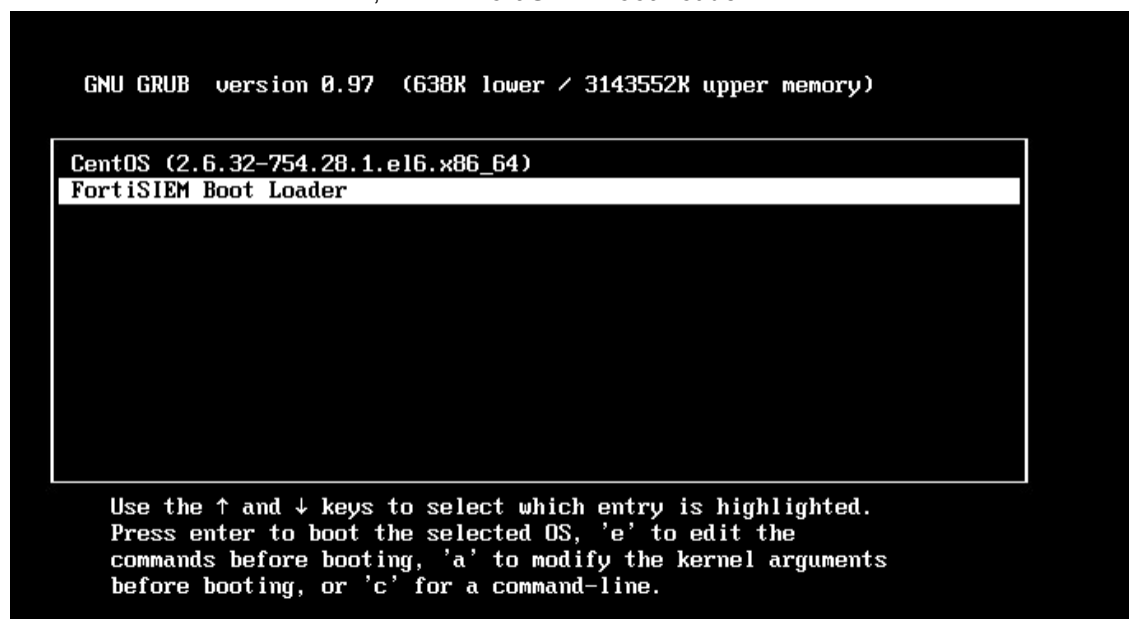 GNU GRUB  version 0.97  (638K lower / 3143552K upper memory)
CentOS (2.6.32-754.28.1.el6.x86_64)
FortiSIEM Boot Loader
Use the ↑ and ↓ keys to select which entry is highlighted.
Press enter to boot the selected OS, 'e' to edit the
commands before booting, 'a' to modify the kernel arguments
before booting, or 'c' for a command-line.